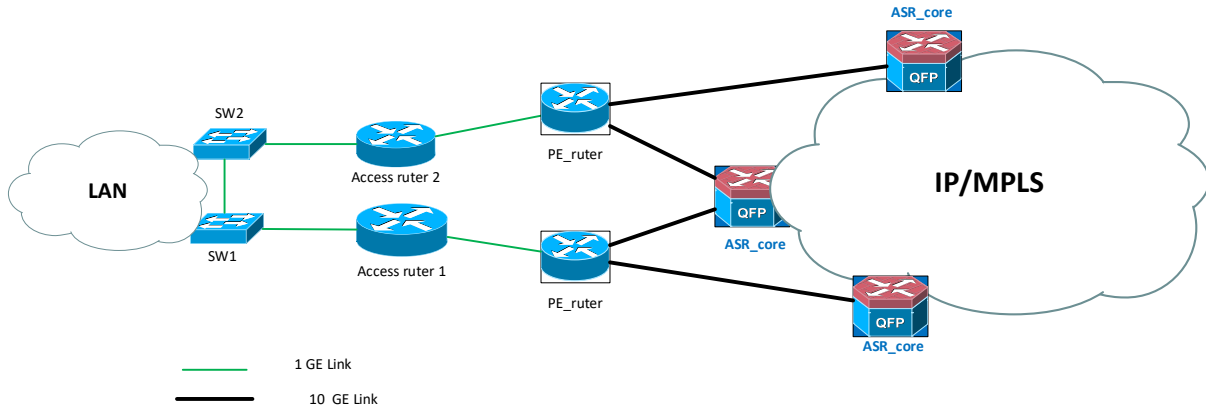 ASR_core
QFP
SW2
PE_ruter
Access ruter 2
LAN
IP/MPLS
QFP
ASR_core
SW1
Access ruter 1
PE_ruter
QFP
ASR_core
1 GE Link
10 GE Link